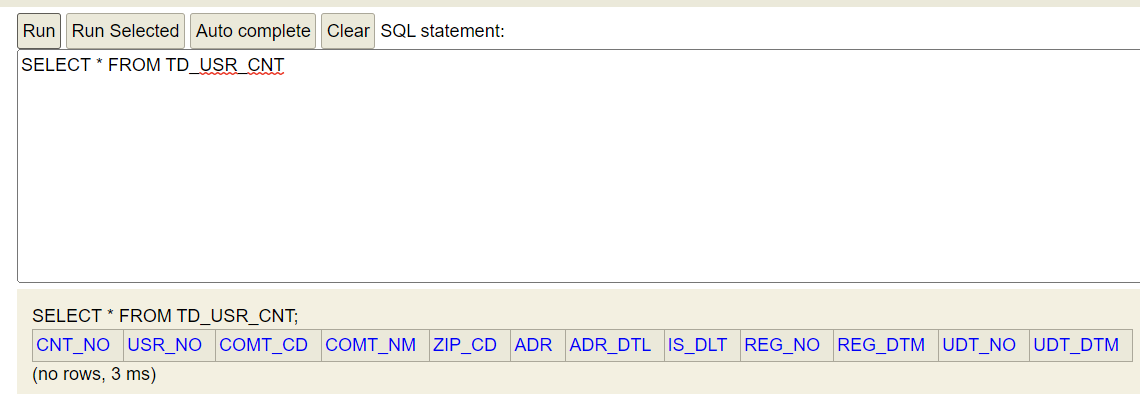 Run Run Selected Auto complete Clear SQL statement:
SELECT * FROM TD_USR_CNT
SELECT * FROM TD_USR_CNT;
CNT_NO USR_NO COMT_CD COMT_NM ZIP_CD ADR ADR_DTL IS_DLT REG_NO REG_DTM UDT_NO UDT_DTM
(no rows, 3 ms)